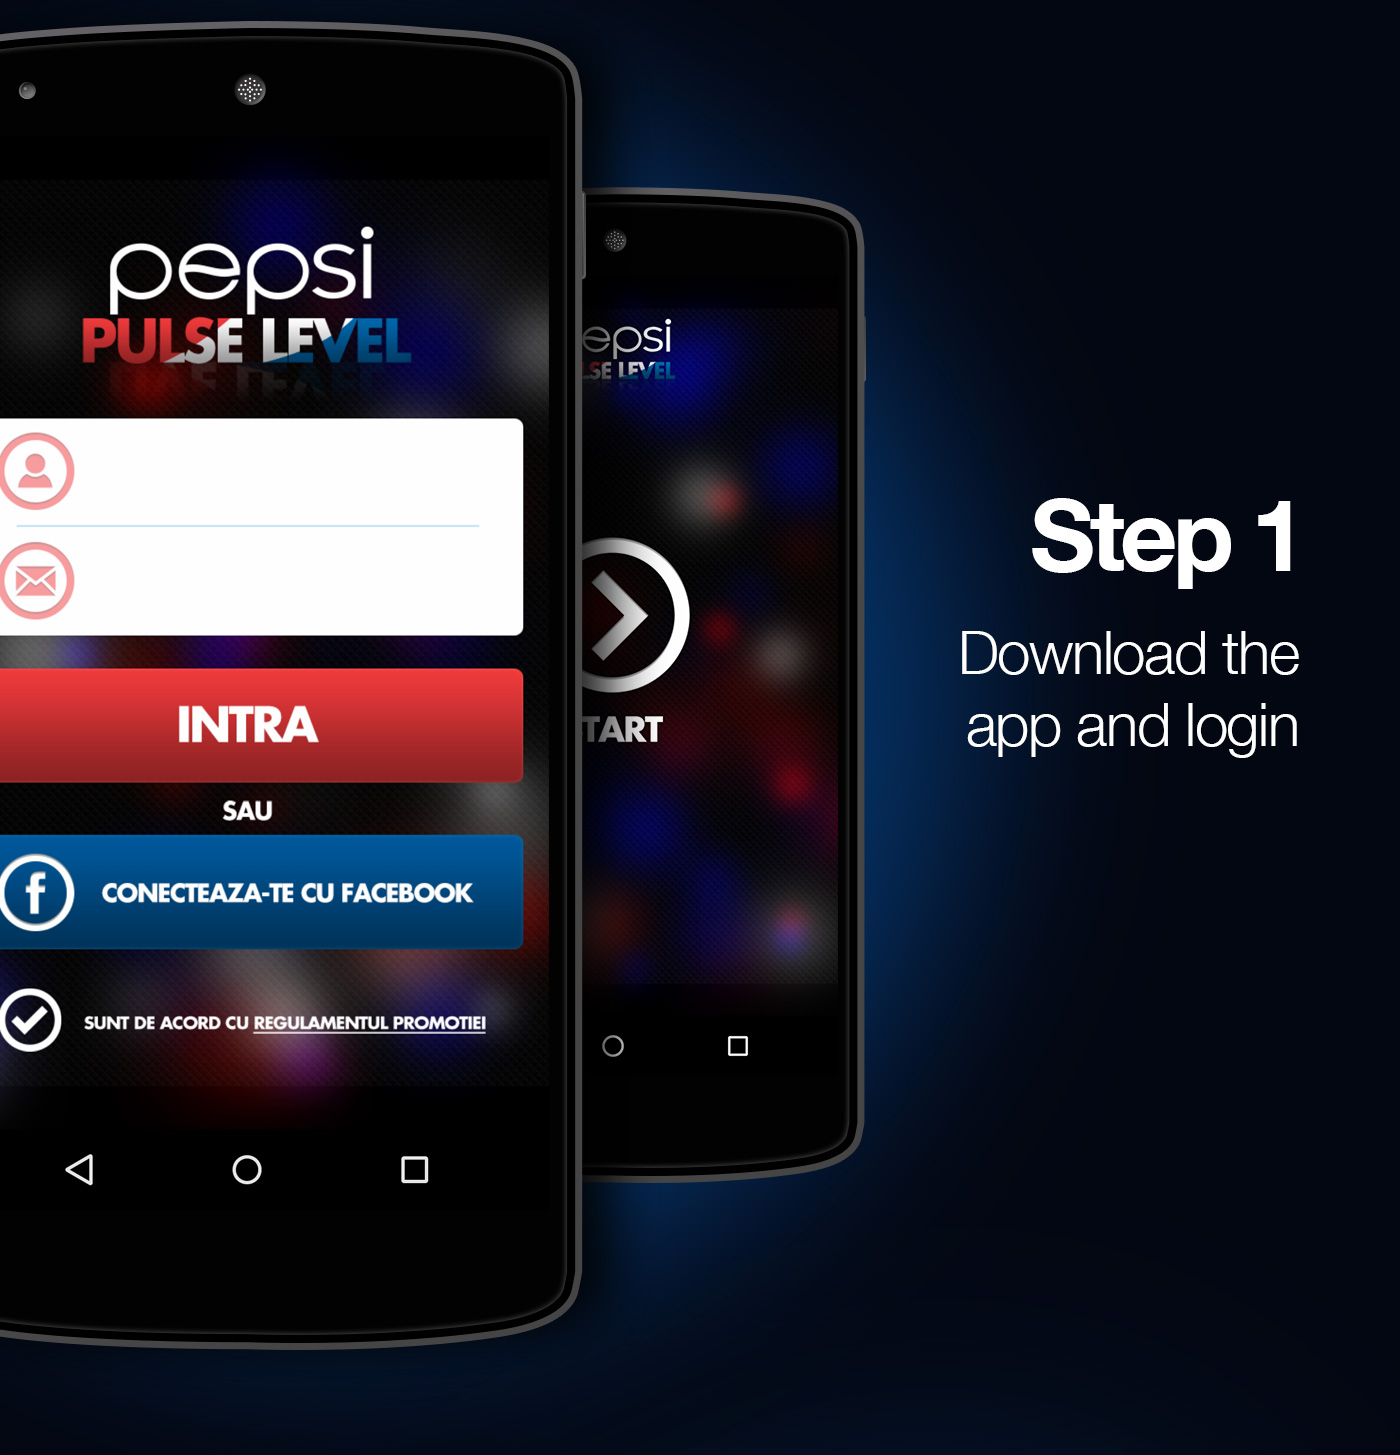 pepsi
PULSE LEVEL
INTRA
SAU
CONECTEAZA-TE CU FACEBOOK
SUNT DE ACORD CU REGULAMENTUL PROMOTIEI
epsi
LSE LEVEL
TART
Step 1
Download the
app and login